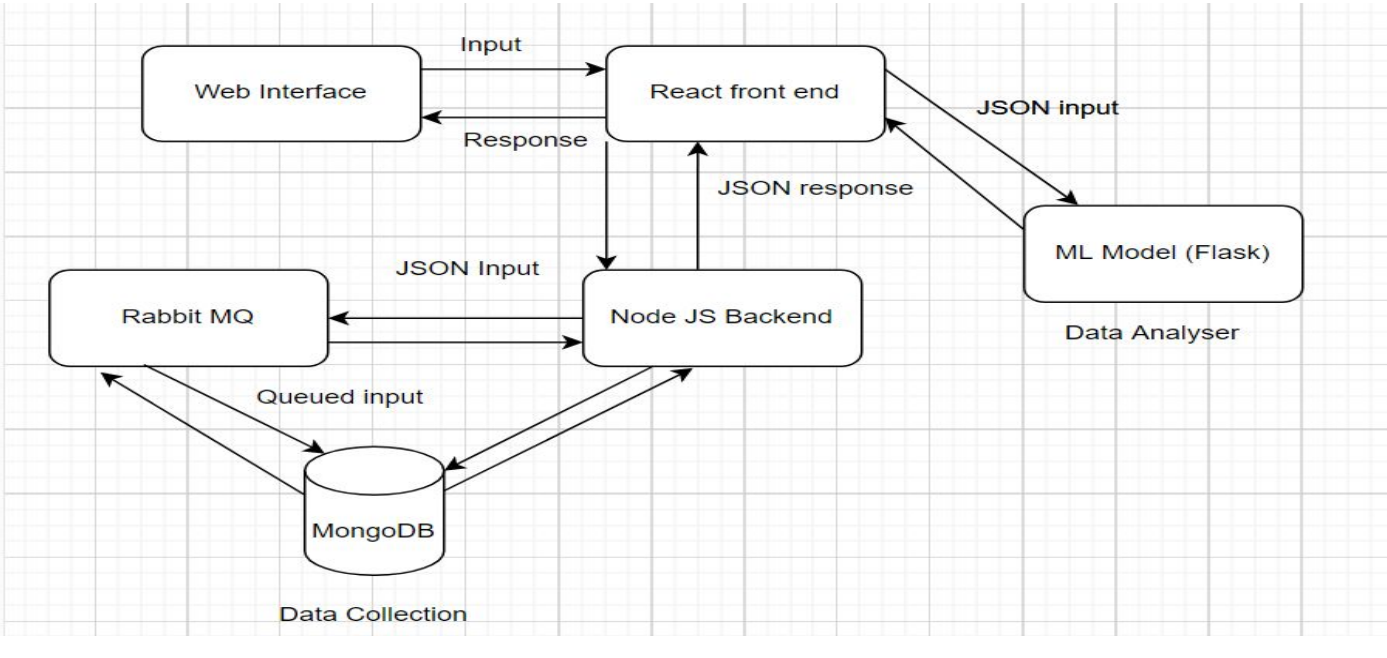 Input
Web Interface
React front end
JSON input
Response
JSON response
ML Model (Flask)
JSON Input
Rabbit MQ
Node JS Backend
Data Analyser
Queued input
MongoDB
Data Collection